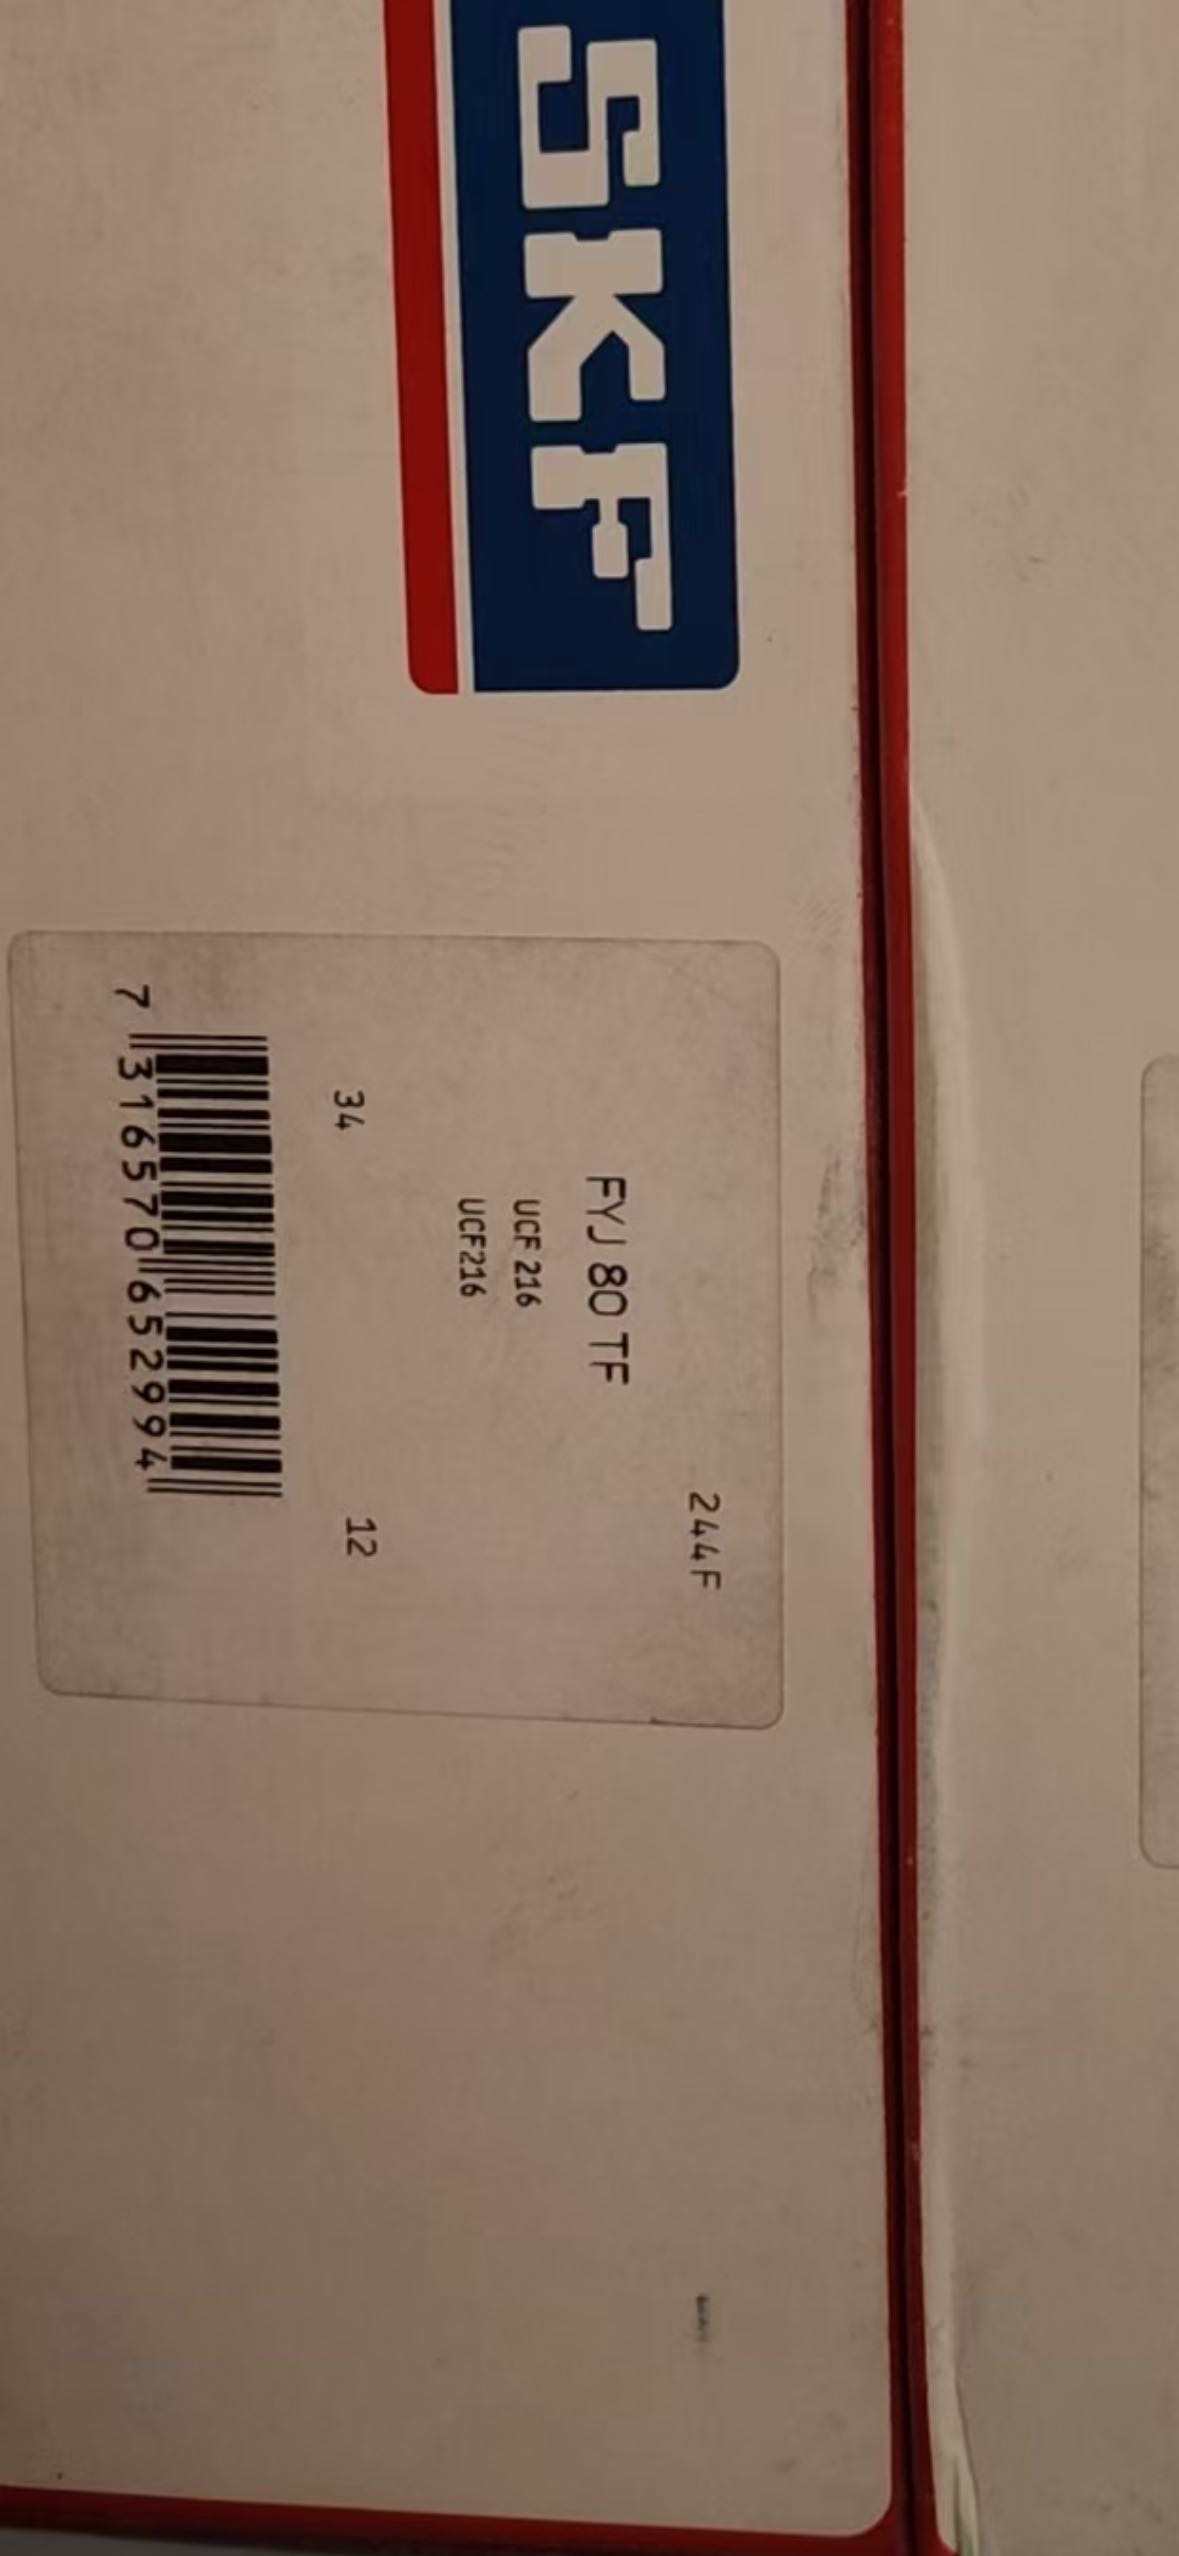 SKF
244F
FYJ 80 TF
UCF 216
UCF216
34 12
7 316570 652994